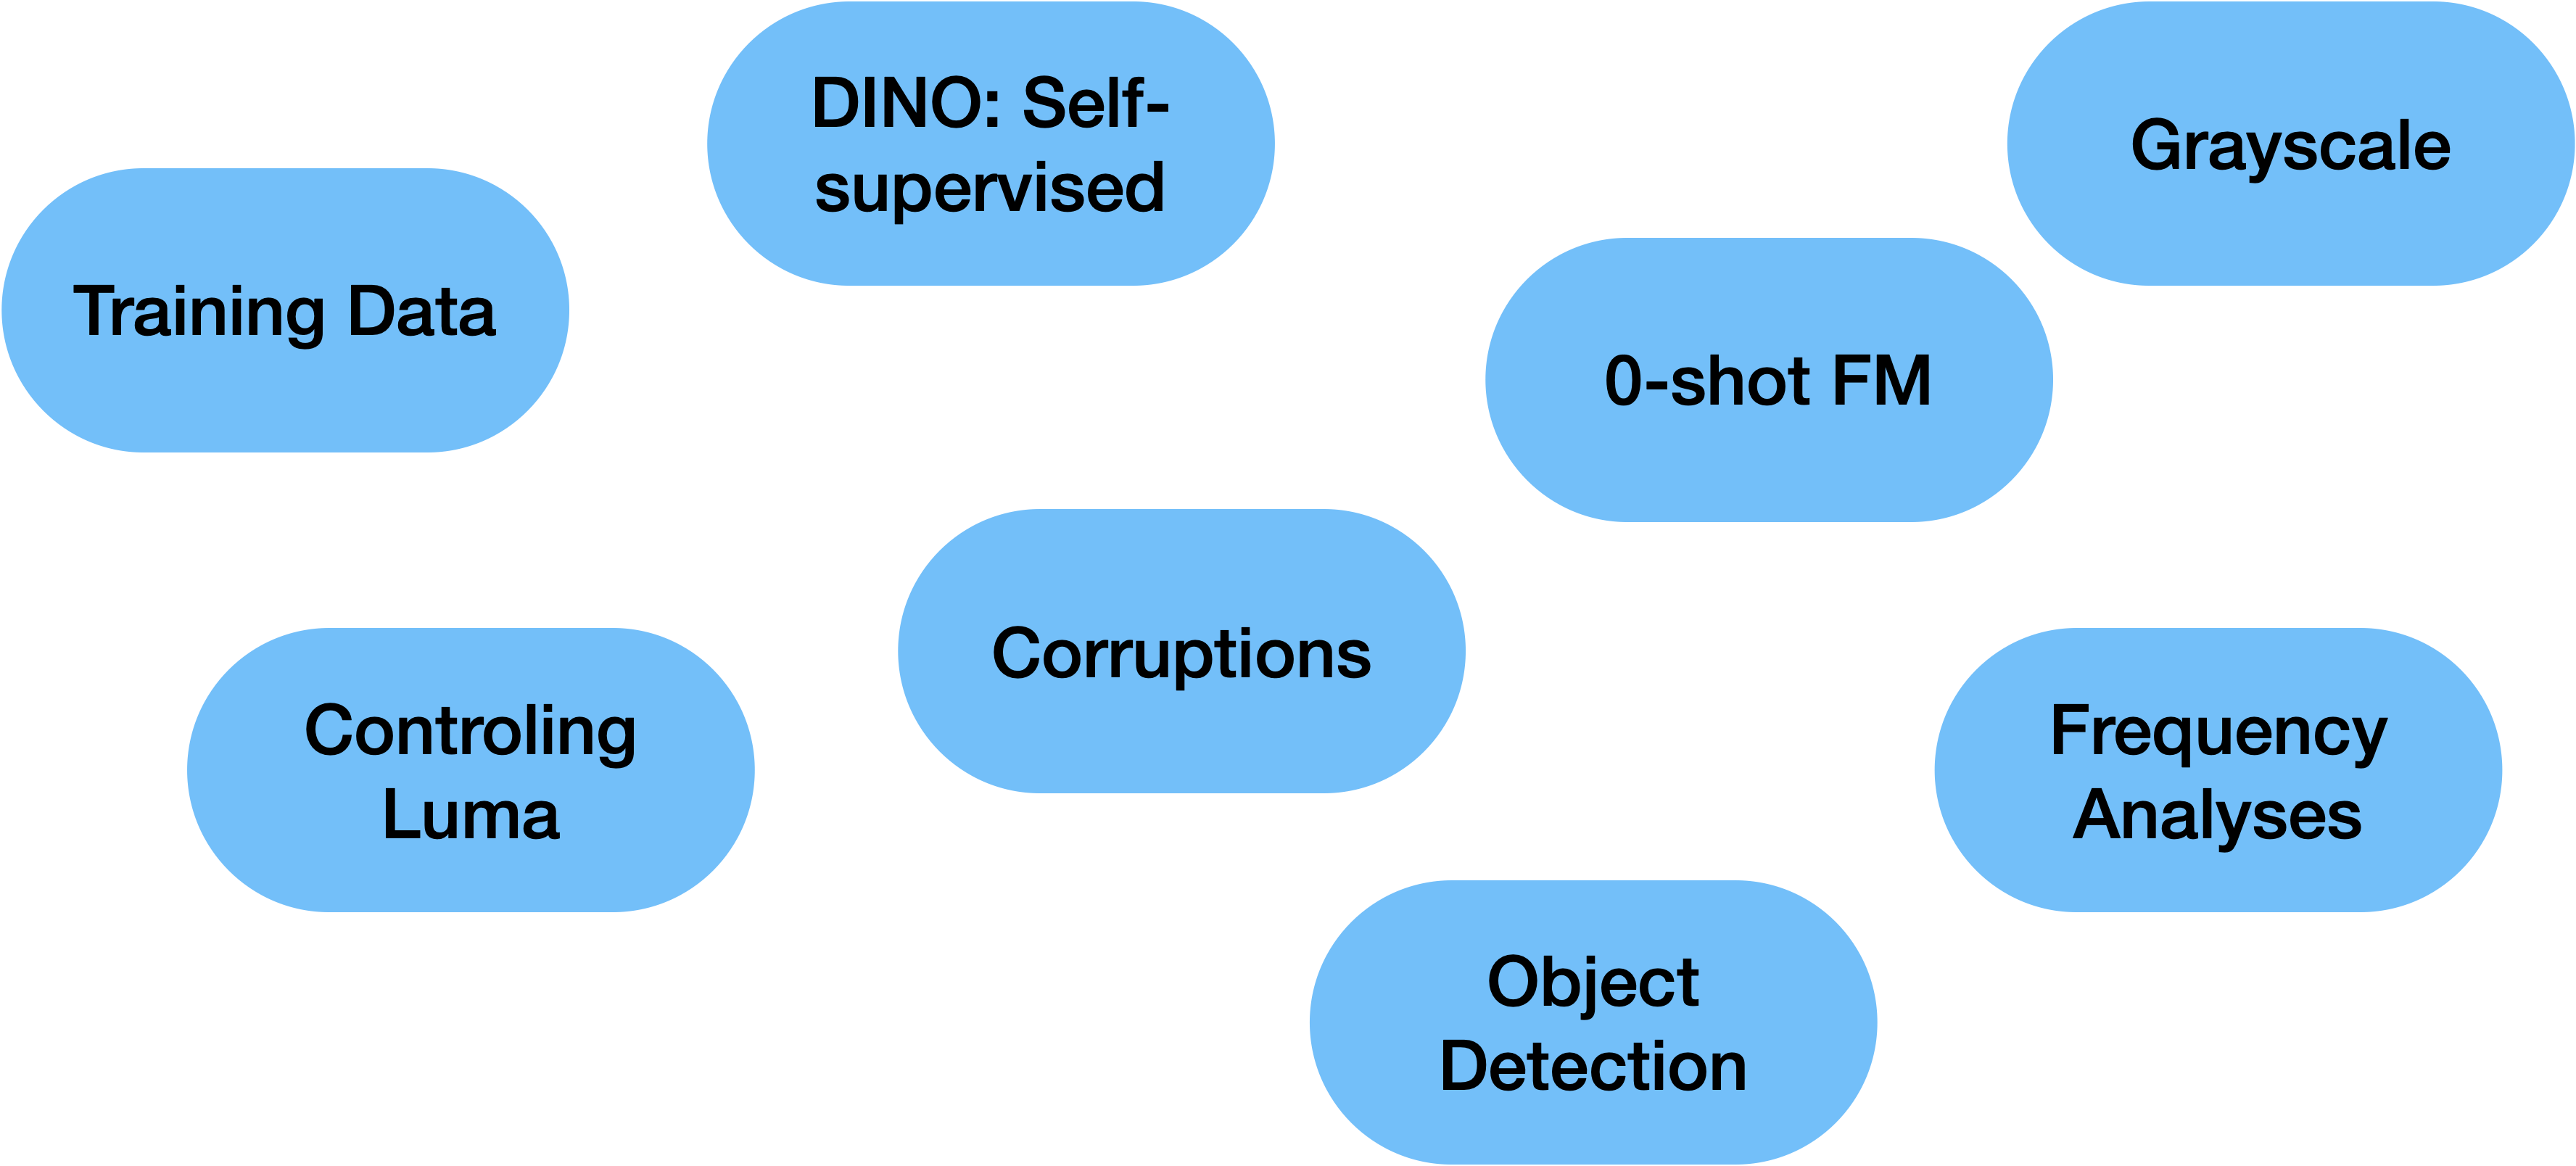 DINO: Self-
supervised
Grayscale
Training Data
0-shot FM
Corruptions
Controling
Luma
Frequency
Analyses
Object
Detection